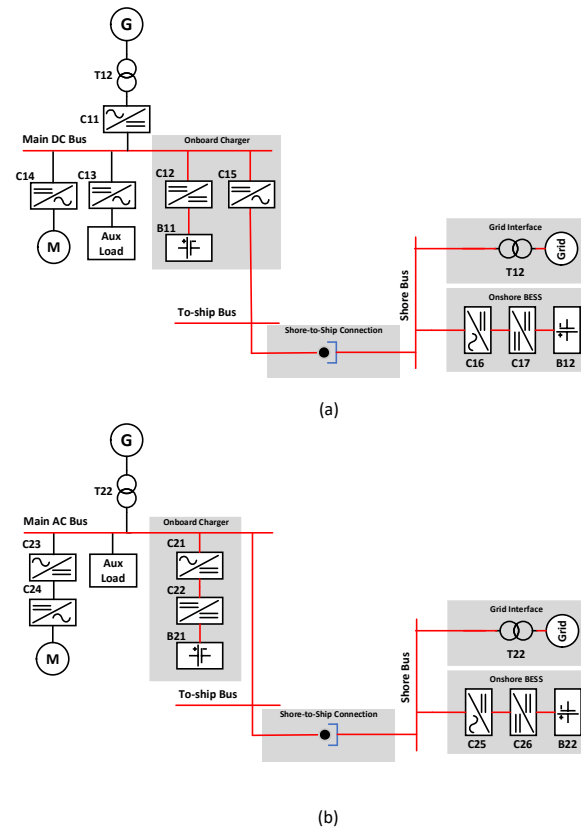 G
T12
C11
Main DC Bus
Onboard Charger
C14
C13
C12
C15
B11
M
Aux
Load
Grid Interface
Grid
T12
Shore Bus
To-ship Bus
Onshore BESS
Shore-to-Ship Connection
C16
C17
B12
(a)
G
T22
Main AC Bus
Onboard Charger
C23
C21
Aux
Load
C24
C22
B21
M
Grid Interface
Grid
T22
Shore Bus
To-ship Bus
Onshore BESS
Shore-to-Ship Connection
C25
C26
B22
(b)